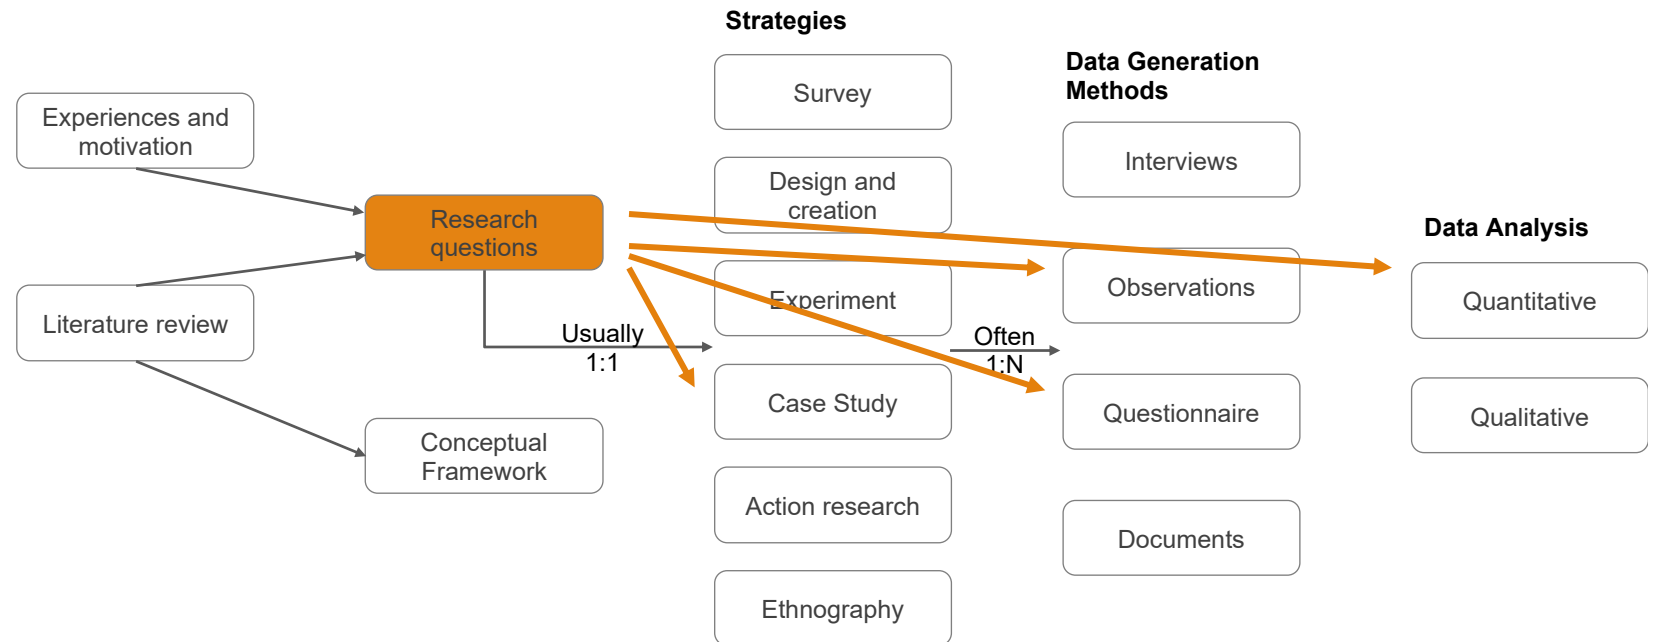 Strategies
Survey
Design and
creation
Experiment
Case Study
Action research
Ethnography
Data Generation
Methods
Interviews
Observations
Questionnaire
Documents
Data Analysis
Quantitative
Qualitative
Experiences and
motivation
Literature review
Research
questions
Conceptual
Framework
Usually
1:1
Often
1:N